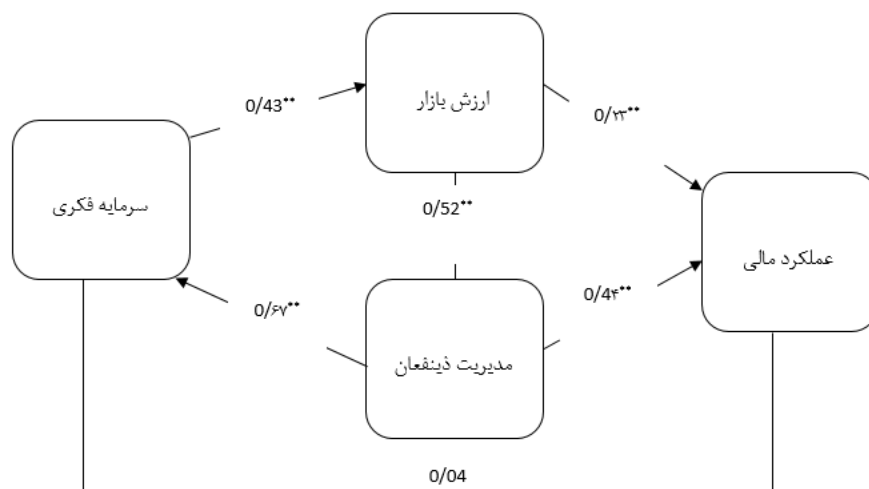 ارزش بازار
0/43**
0/۲۳**
سرمایه فکری
0/52**
عملکرد مالی
0/۶۷**
0/4۴**
مدیریت ذینفعان
0/04